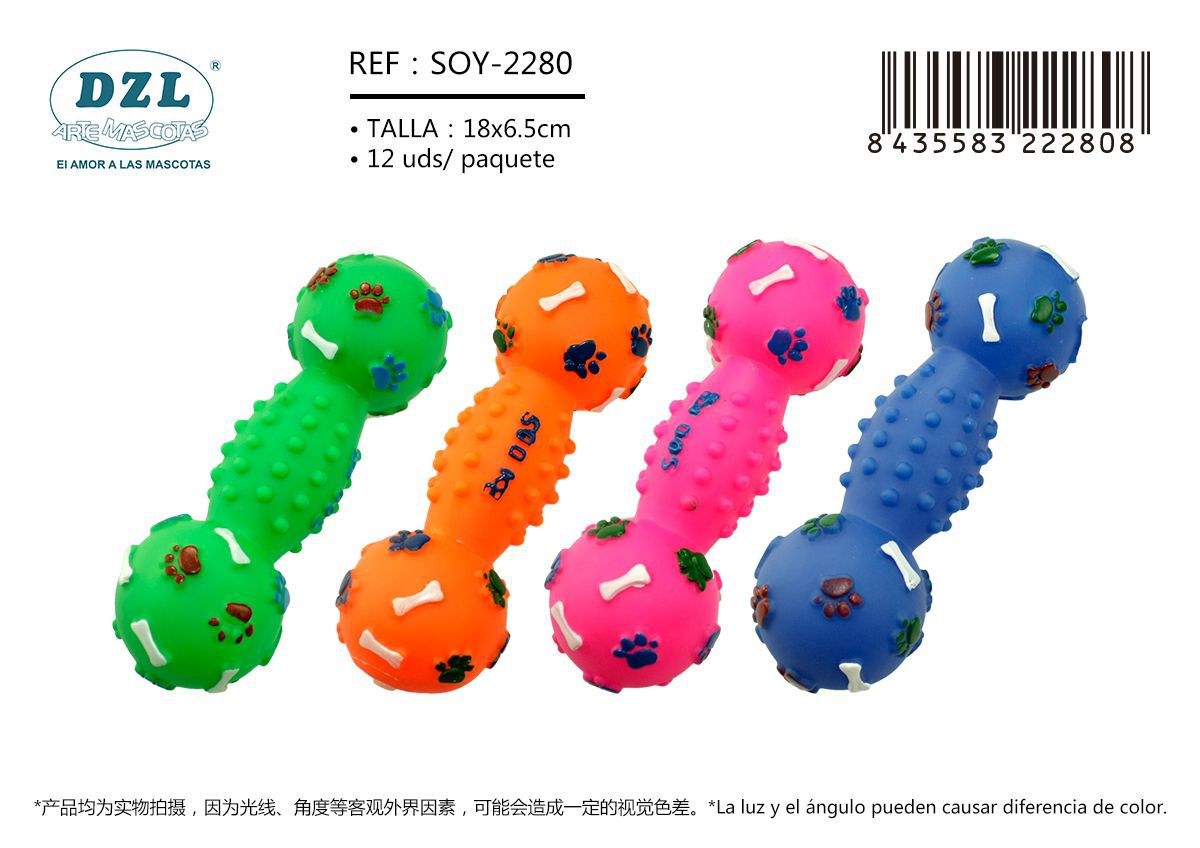 DZL
®
ARTE MASCOTAS
El AMOR A LAS MASCOTAS
REF：SOY-2280
• TALLA：18x6.5cm
• 12 uds/ paquete
8 435583 222808
*产品均为实物拍摄，因为光线、角度等客观外界因素，可能会造成一定的视觉色差。*La luz y el ángulo pueden causar diferencia de color.